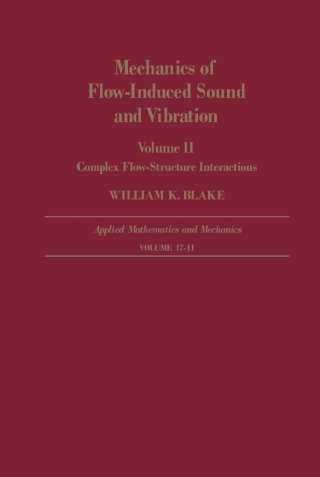 Mechanics of
Flow-Induced Sound
and Vibration
Volume II
Complex Flow-Structure Interactions
WILLIAM K. BLAKE
Applied Mathematics and Mechanics
VOLUME 17-II